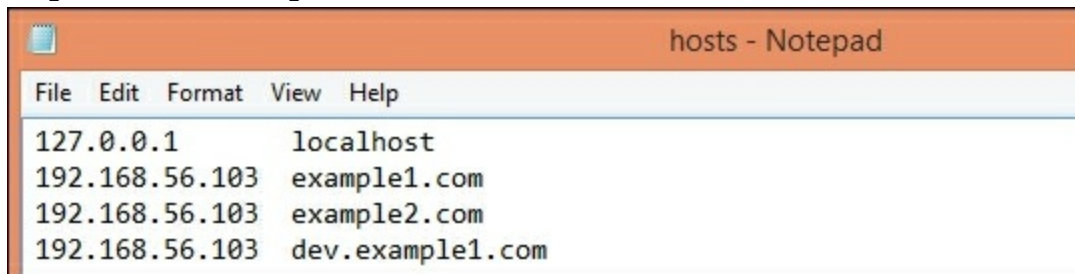 hosts - Notepad
File Edit Format View Help
127.0.0.1 localhost
192.168.56.103 example1.com
192.168.56.103 example2.com
192.168.56.103 dev.example1.com